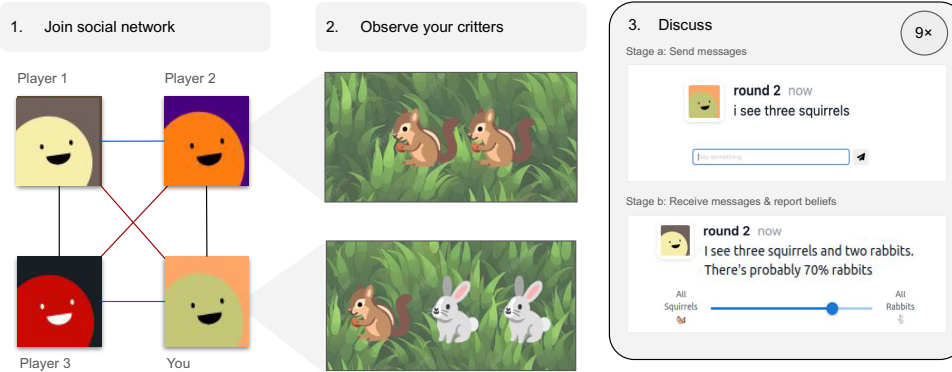 1. Join social network
2. Observe your critters
3. Discuss
9×
Player 1
Player 2
Player 3
You
Stage a: Send messages
round 2 now
i see three squirrels
Say something
Stage b: Receive messages & report beliefs
round 2 now
I see three squirrels and two rabbits.
There's probably 70% rabbits
All
Squirrels
All
Rabbits